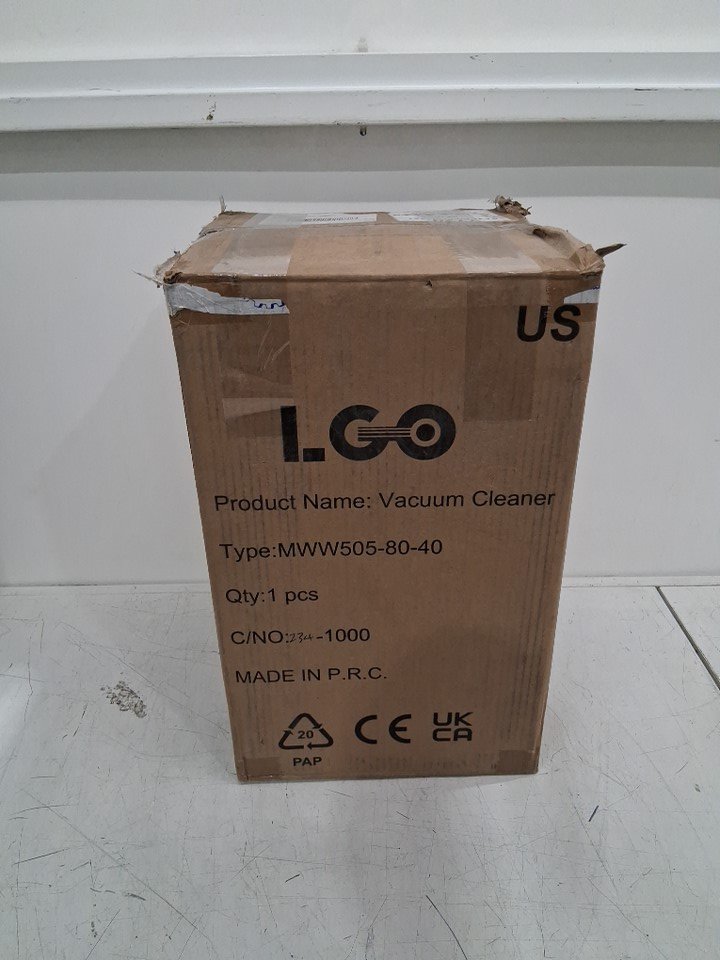 US
LGO
Product Name: Vacuum Cleaner
Type:MWW505-80-40
Qty:1 pcs
C/NO:234-1000
MADE IN P.R.C.
20
PAP
CE
UK
CA